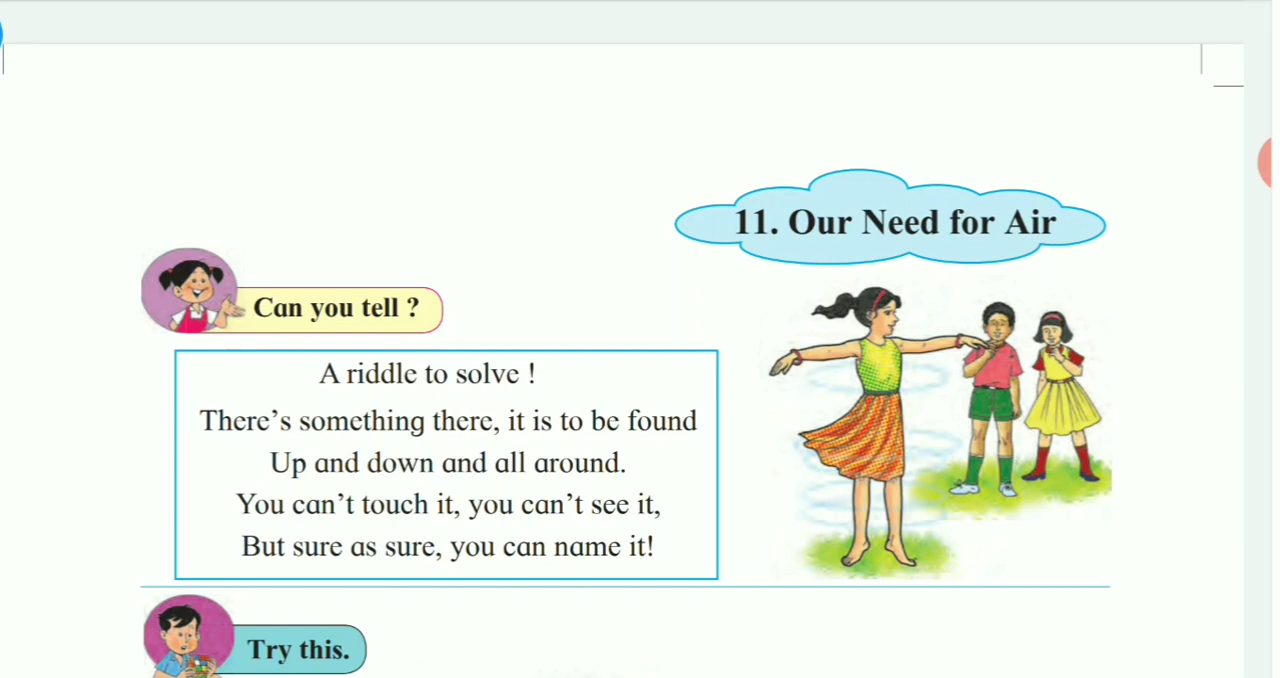 11. Our Need for Air
Can you tell ?
A riddle to solve !
There’s something there, it is to be found
Up and down and all around.
You can’t touch it, you can’t see it,
But sure as sure, you can name it!
Try this.